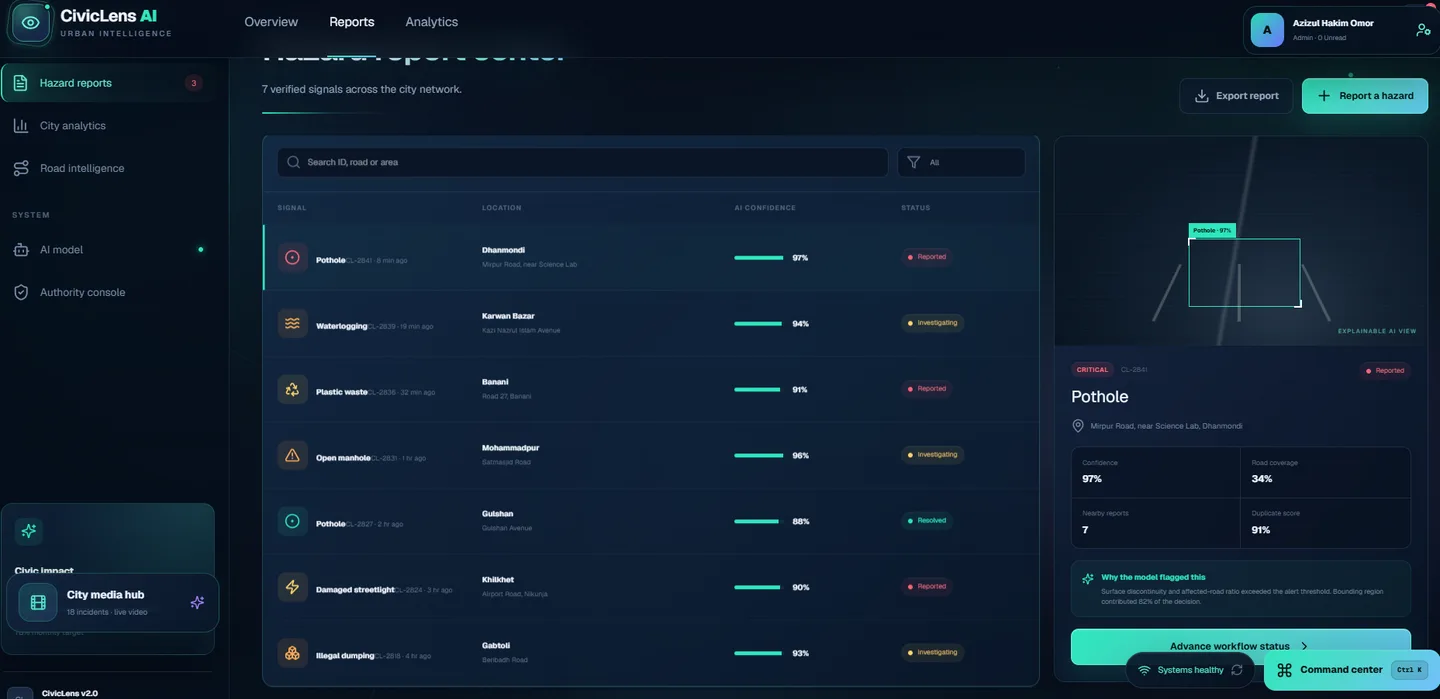 CivicLens AI
URBAN INTELLIGENCE
Overview
Reports
Analytics
A
Azizul Hakim Omor
Admin · 0 Unread
Hazard reports
3
City analytics
Road intelligence
SYSTEM
AI model
Authority console
Civic impact
City media hub
18 incidents · live video
CivicLens v2.0
Hazard report center
7 verified signals across the city network.
Export report
Report a hazard
Search ID, road or area
All
SIGNAL
LOCATION
AI CONFIDENCE
STATUS
Pothole CL-2841 · 8 min ago
Dhanmondi
Mirpur Road, near Science Lab
97%
Reported
Waterlogging CL-2839 · 19 min ago
Karwan Bazar
Kazi Nazrul Islam Avenue
94%
Investigating
Plastic waste CL-2836 · 32 min ago
Banani
Road 27, Banani
91%
Reported
Open manhole CL-2831 · 1 hr ago
Mohammadpur
Satmasjid Road
96%
Investigating
Pothole CL-2827 · 2 hr ago
Gulshan
Gulshan Avenue
88%
Resolved
Damaged streetlight CL-2824 · 3 hr ago
Khilkhet
Airport Road, Nikunja
90%
Reported
Illegal dumping CL-2818 · 4 hr ago
Gabtoli
Beribadh Road
93%
Investigating
Pothole · 97%
EXPLAINABLE AI VIEW
CRITICAL
CL-2841
Reported
Pothole
Mirpur Road, near Science Lab, Dhanmondi
Confidence
97%
Road coverage
34%
Nearby reports
7
Duplicate score
91%
Why the model flagged this
Surface discontinuity and affected-road ratio exceeded the alert threshold. Bounding region
contributed 82% of the decision.
Advance workflow status
Systems healthy
Command center
Ctrl K